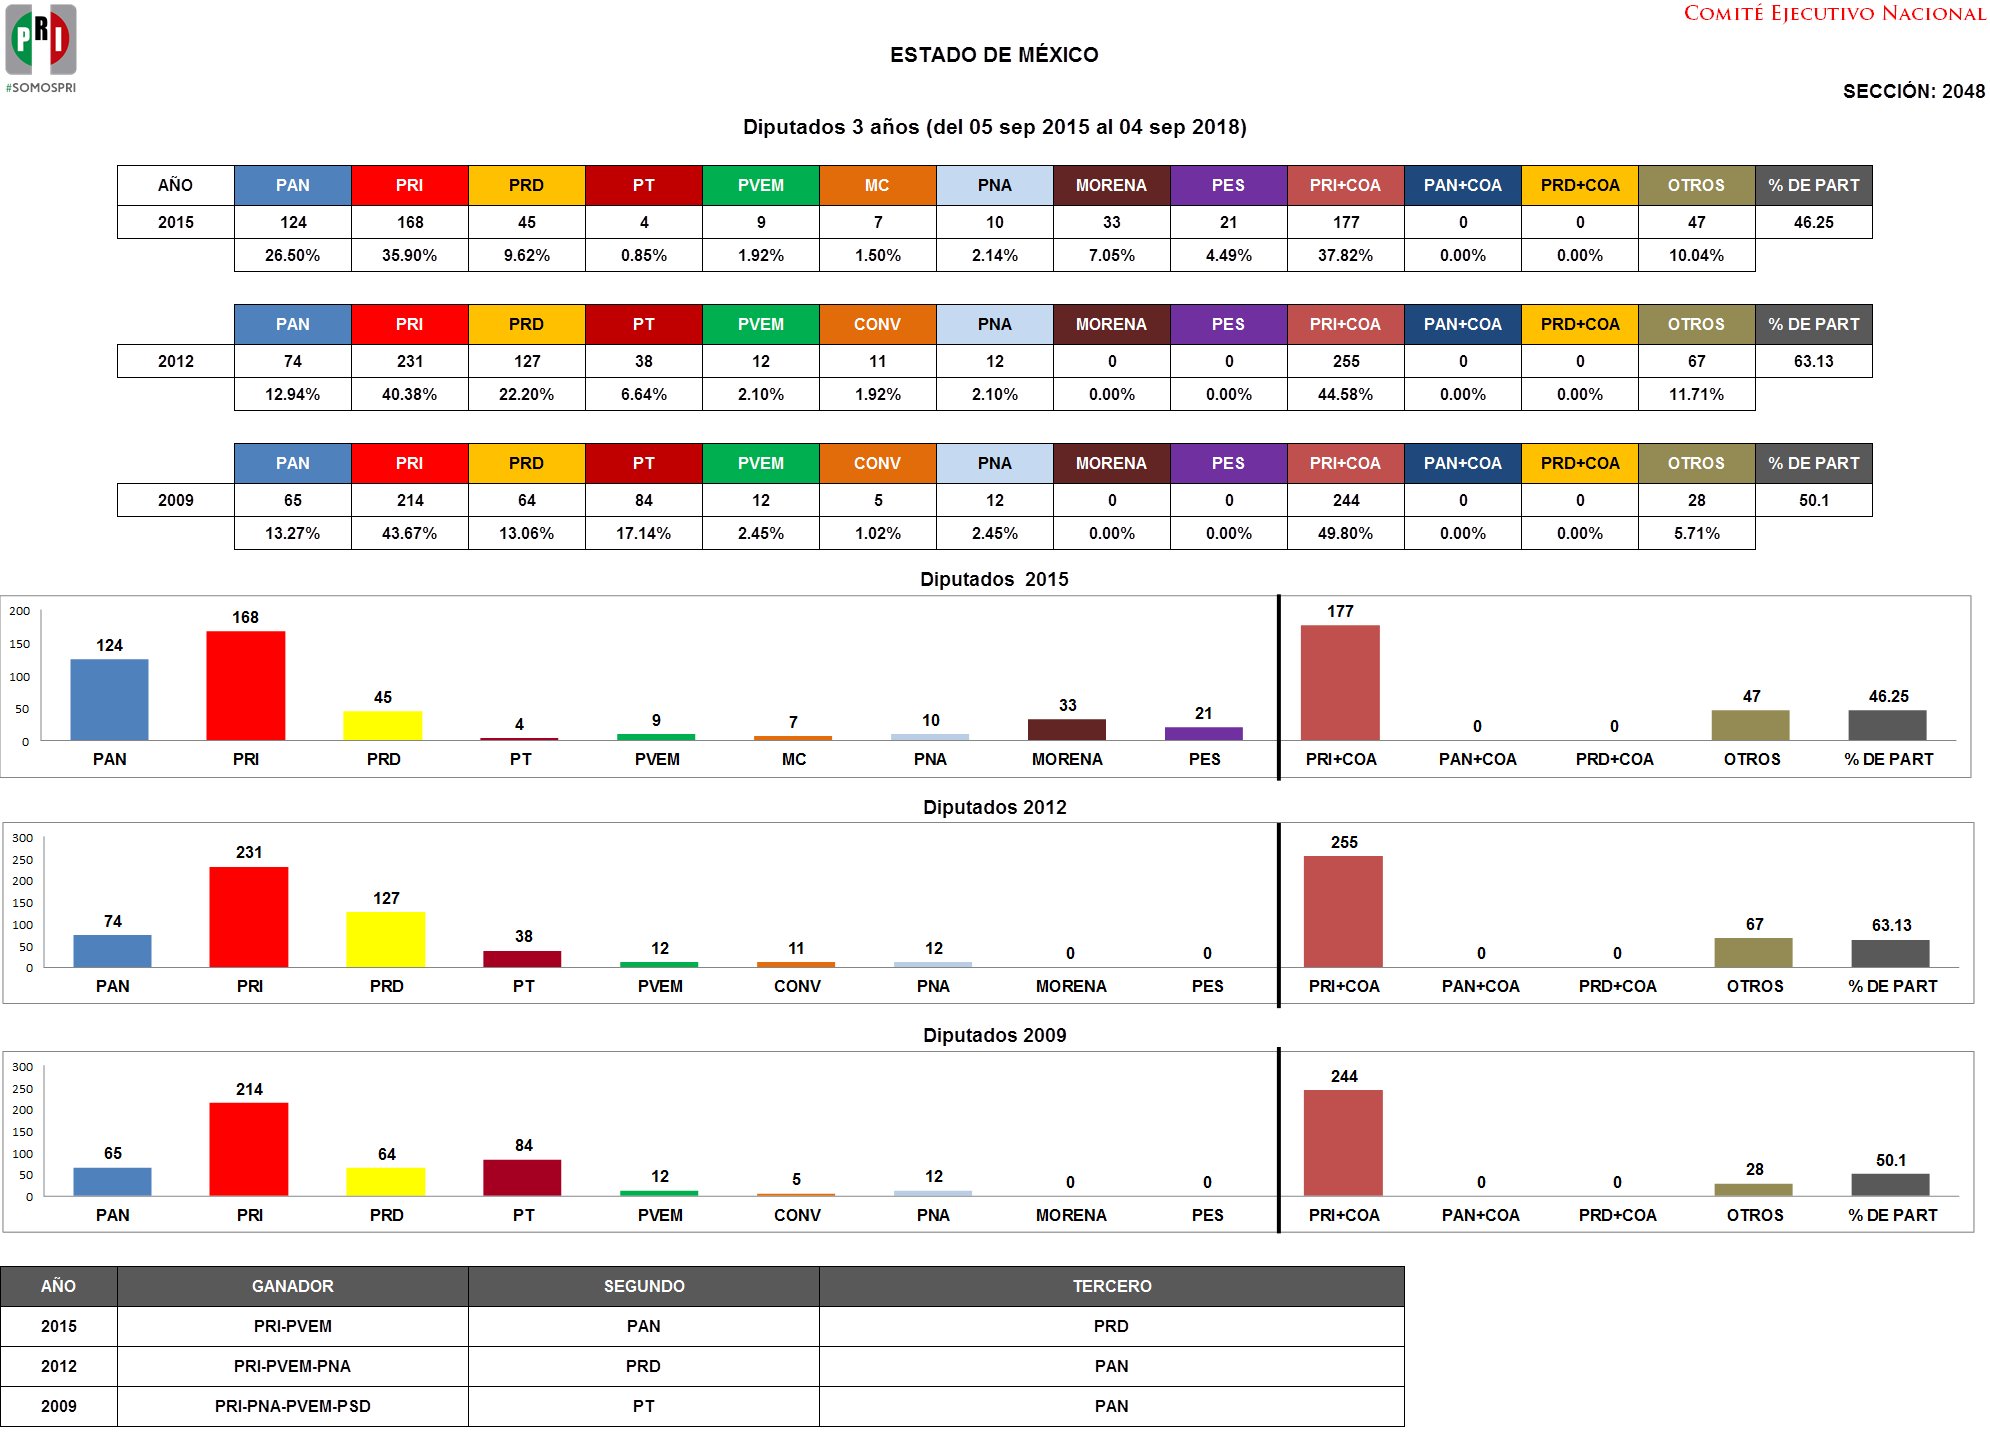 PRI
#SOMOSPRI
COMITÉ EJECUTIVO NACIONAL
ESTADO DE MÉXICO
SECCIÓN: 2048
Diputados 3 años (del 05 sep 2015 al 04 sep 2018)
AÑO PAN PRI PRD PT PVEM MC PNA MORENA PES PRI+COA PAN+COA PRD+COA OTROS % DE PART
2015 124 168 45 4 9 7 10 33 21 177 0 0 47 46.25
26.50% 35.90% 9.62% 0.85% 1.92% 1.50% 2.14% 7.05% 4.49% 37.82% 0.00% 0.00% 10.04%
PAN PRI PRD PT PVEM CONV PNA MORENA PES PRI+COA PAN+COA PRD+COA OTROS % DE PART
2012 74 231 127 38 12 11 12 0 0 255 0 0 67 63.13
12.94% 40.38% 22.20% 6.64% 2.10% 1.92% 2.10% 0.00% 0.00% 44.58% 0.00% 0.00% 11.71%
PAN PRI PRD PT PVEM CONV PNA MORENA PES PRI+COA PAN+COA PRD+COA OTROS % DE PART
2009 65 214 64 84 12 5 12 0 0 244 0 0 28 50.1
13.27% 43.67% 13.06% 17.14% 2.45% 1.02% 2.45% 0.00% 0.00% 49.80% 0.00% 0.00% 5.71%
Diputados 2015
200
150
100
50
0
124 168 45 4 9 7 10 33 21 177 0 0 47 46.25
PAN PRI PRD PT PVEM MC PNA MORENA PES PRI+COA PAN+COA PRD+COA OTROS % DE PART
Diputados 2012
300
250
200
150
100
50
0
74 231 127 38 12 11 12 0 0 255 0 0 67 63.13
PAN PRI PRD PT PVEM CONV PNA MORENA PES PRI+COA PAN+COA PRD+COA OTROS % DE PART
Diputados 2009
300
250
200
150
100
50
0
65 214 64 84 12 5 12 0 0 244 0 0 28 50.1
PAN PRI PRD PT PVEM CONV PNA MORENA PES PRI+COA PAN+COA PRD+COA OTROS % DE PART
AÑO GANADOR SEGUNDO TERCERO
2015 PRI-PVEM PAN PRD
2012 PRI-PVEM-PNA PRD PAN
2009 PRI-PNA-PVEM-PSD PT PAN